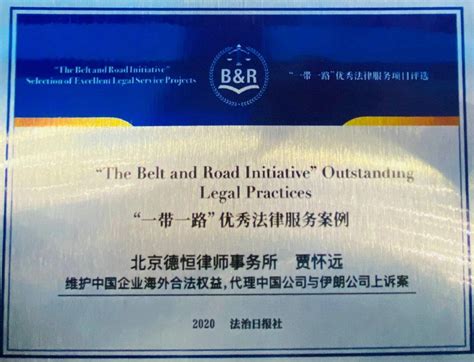 "The Belt and Road Initiative"
Selection of Excellent Legal Service Projects
B&R
"一带一路"优秀法律服务项目评选
"The Belt and Road Initiative" Outstanding
Legal Practices
"一带一路"优秀法律服务案例
北京德恒律师事务所 贾怀远
维护中国企业海外合法权益,代理中国公司与伊朗公司上诉案
2020 法治日报社